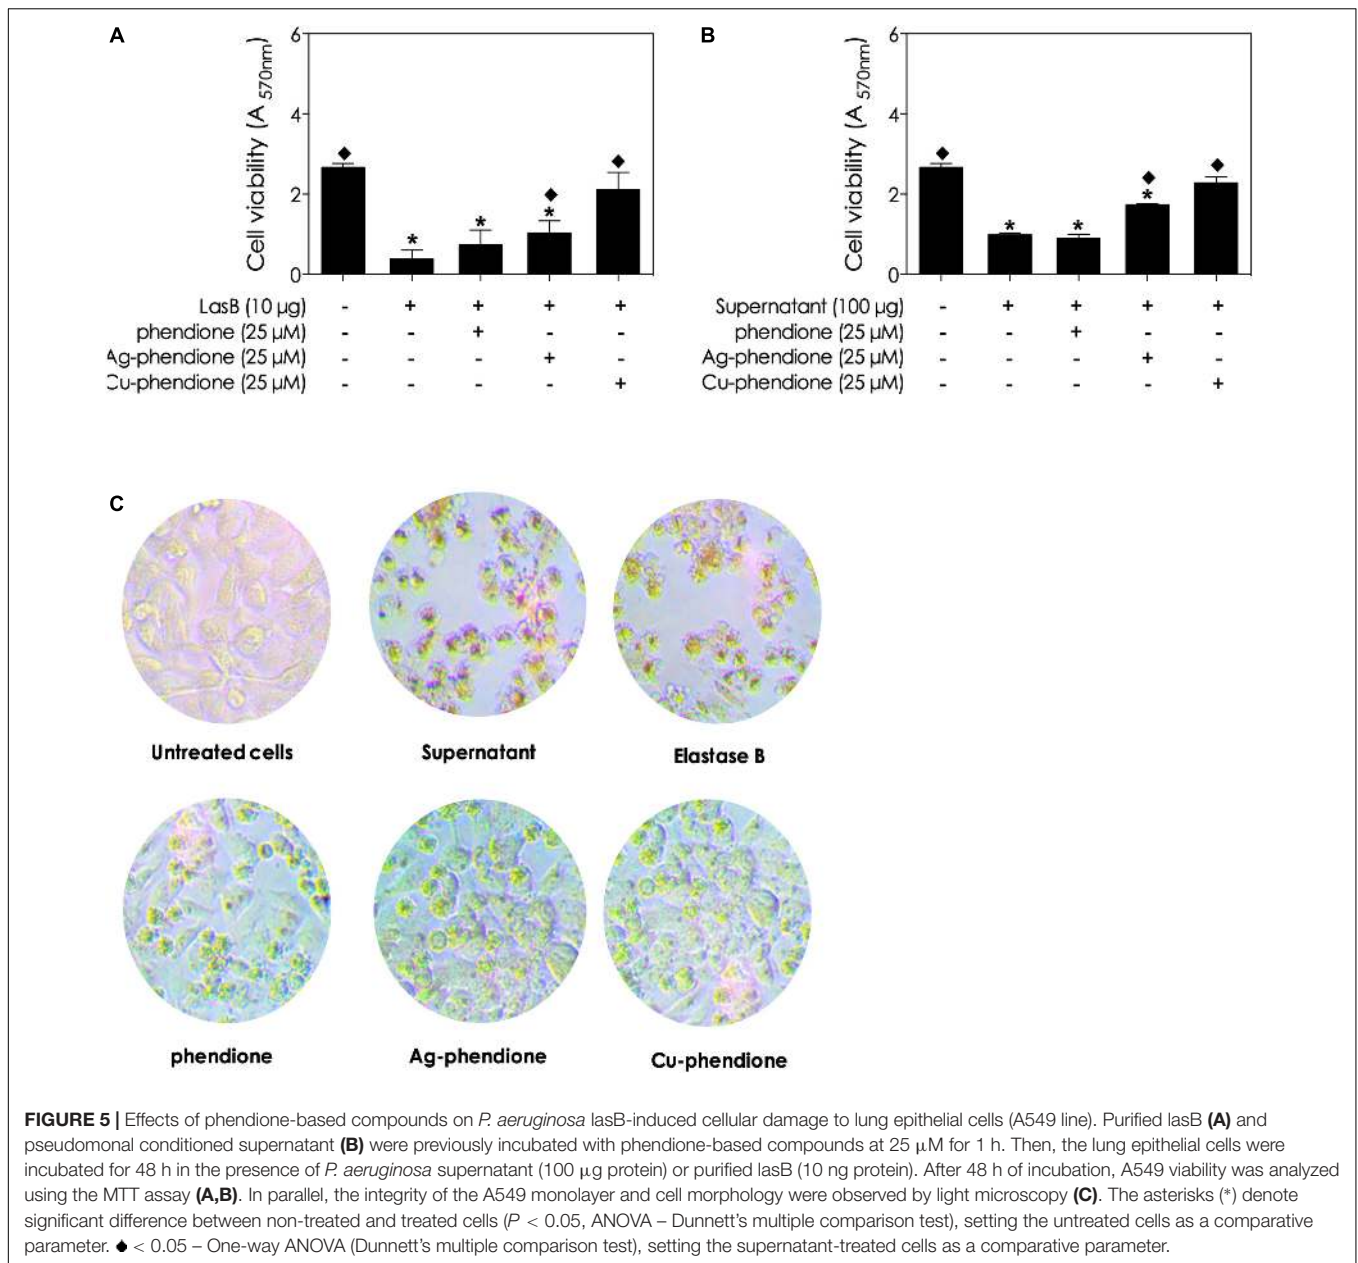 A
B
6
4
2
0
Cell viability (A 570nm)
◆
*
*
◆
*
◆
LasB (10 µg) - + + + +
phendione (25 µM) - - + - -
Ag-phendione (25 µM) - - - + -
Cu-phendione (25 µM) - - - - +
6
4
2
0
Cell viability (A 570nm)
◆
*
*
◆
*
◆
Supernatant (100 µg) - + + + +
phendione (25 µM) - - + - -
Ag-phendione (25 µM) - - - + -
Cu-phendione (25 µM) - - - - +
C
Untreated cells
Supernatant
Elastase B
phendione
Ag-phendione
Cu-phendione
FIGURE 5 | Effects of phendione-based compounds on P. aeruginosa lasB-induced cellular damage to lung epithelial cells (A549 line). Purified lasB (A) and
pseudomonal conditioned supernatant (B) were previously incubated with phendione-based compounds at 25 μM for 1 h. Then, the lung epithelial cells were
incubated for 48 h in the presence of P. aeruginosa supernatant (100 μg protein) or purified lasB (10 ng protein). After 48 h of incubation, A549 viability was analyzed
using the MTT assay (A,B). In parallel, the integrity of the A549 monolayer and cell morphology were observed by light microscopy (C). The asterisks (*) denote
significant difference between non-treated and treated cells (P < 0.05, ANOVA – Dunnett's multiple comparison test), setting the untreated cells as a comparative
parameter. ◆ < 0.05 – One-way ANOVA (Dunnett's multiple comparison test), setting the supernatant-treated cells as a comparative parameter.